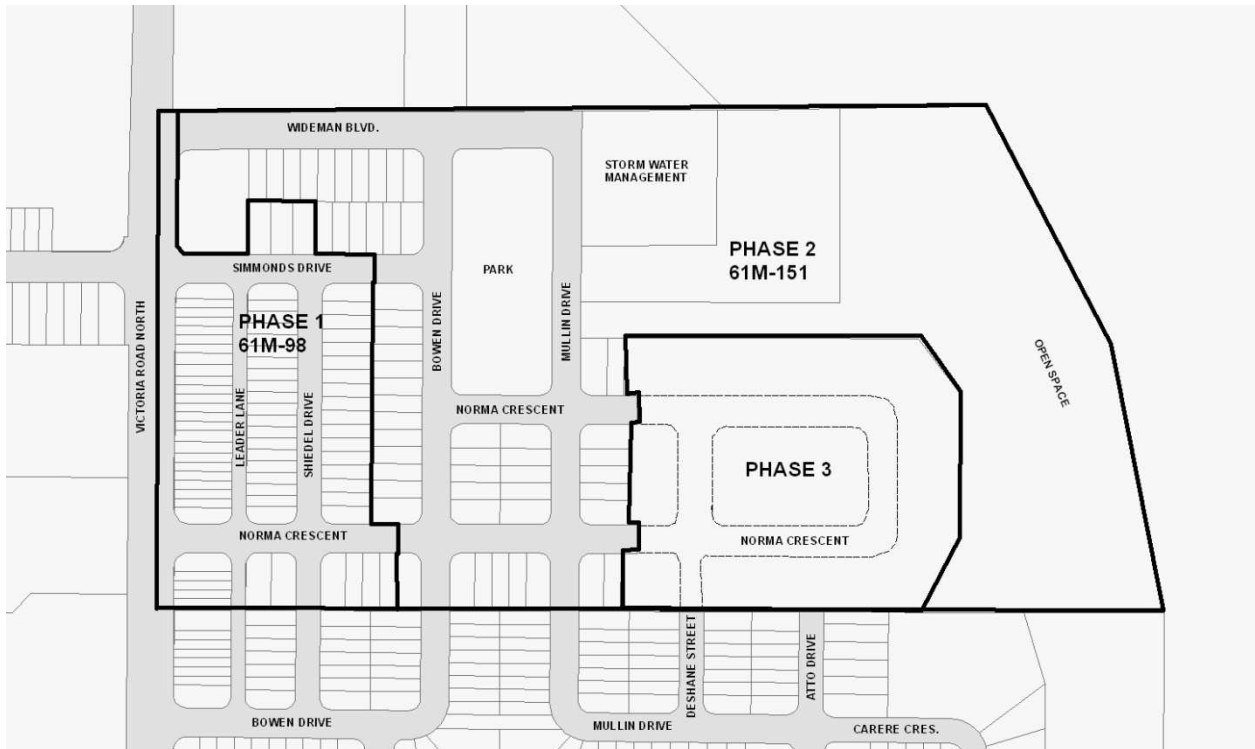 WIDEMAN BLVD.
STORM WATER
MANAGEMENT
PHASE 2
61M-151
SIMMONDS DRIVE
PARK
PHASE 1
61M-98
VICTORIA ROAD NORTH
LEADER LANE
SHIEDEL DRIVE
BOWEN DRIVE
MULLIN DRIVE
OPEN SPACE
NORMA CRESCENT
PHASE 3
NORMA CRESCENT
NORMA CRESCENT
DESHANE STREET
ATTO DRIVE
BOWEN DRIVE
MULLIN DRIVE
CARERE CRES.